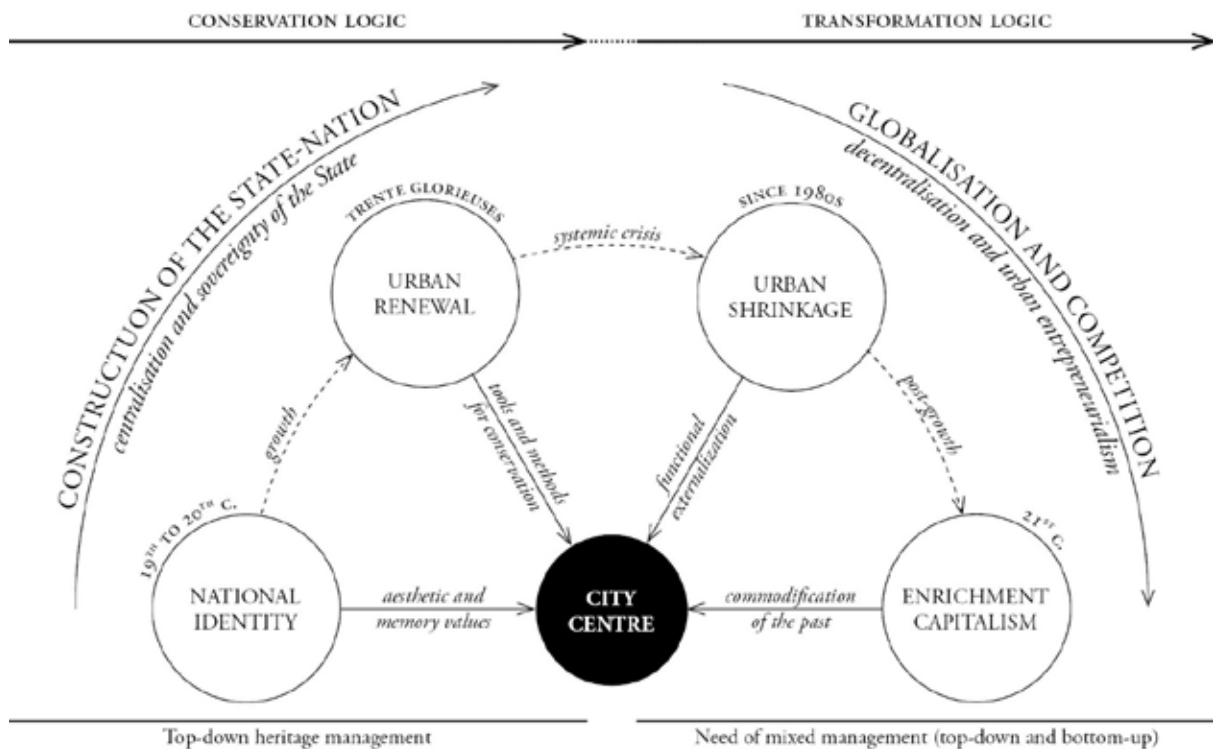 CONSERVATION LOGIC
TRANSFORMATION LOGIC
CONSTRUCTUON OF THE STATE-NATION
centralisation and sovereignty of the State
GLOBALISATION AND COMPETITION
decentralisation and urban entrepreneurialism
TRENTE GLORIEUSES
URBAN
RENEWAL
systemic crisis
SINCE 1980S
URBAN
SHRINKAGE
growth
tools and methods
for conservation
functional
externalization
post-growth
19TH TO 20TH C.
NATIONAL
IDENTITY
aesthetic and
memory values
CITY
CENTRE
commodification
of the past
21ST C.
ENRICHMENT
CAPITALISM
Top-down heritage management
Need of mixed management (top-down and bottom-up)